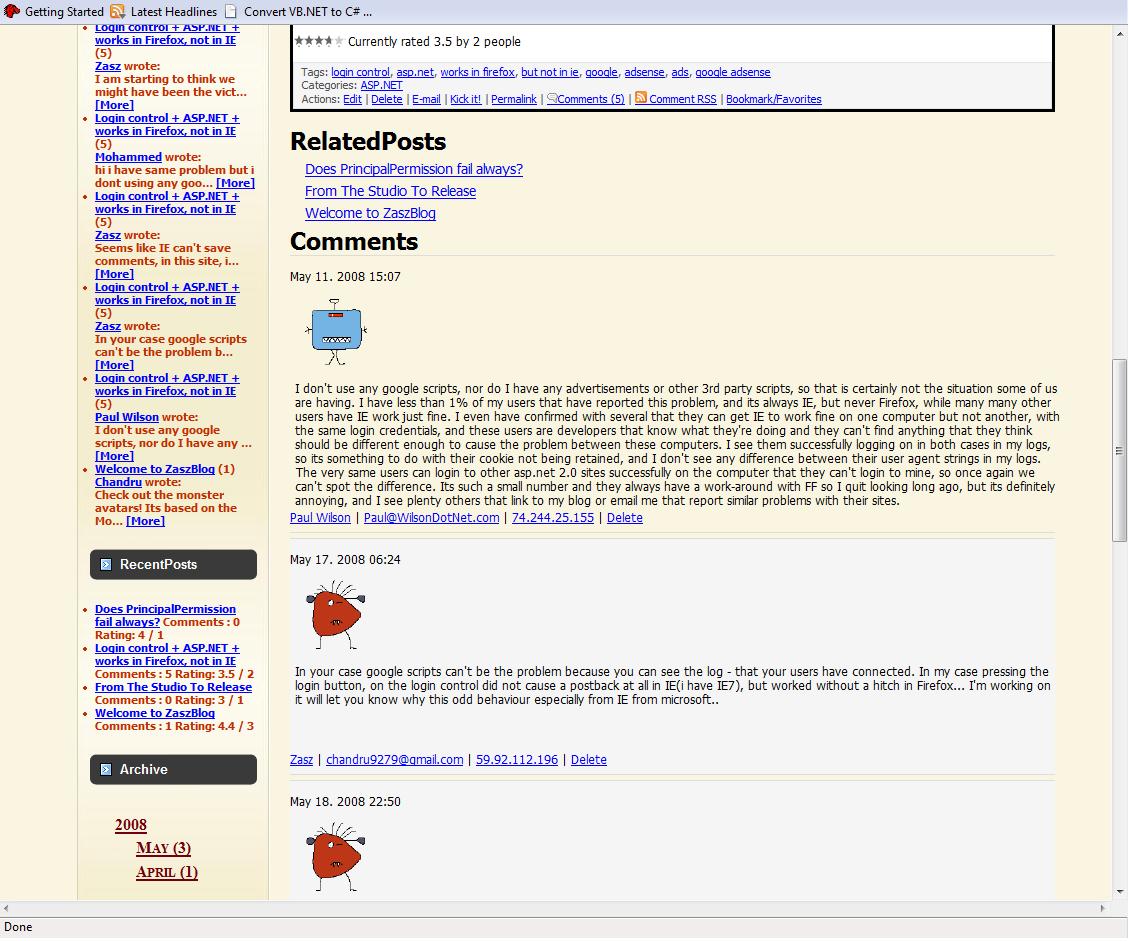 Getting Started Latest Headlines Convert VB.NET to C# ...
Login control + ASP.NET +
works in Firefox, not in IE
(5)
Zasz wrote:
I am starting to think we
might have been the vict...
[More]
Login control + ASP.NET +
works in Firefox, not in IE
(5)
Mohammed wrote:
hi i have same problem but i
dont using any goo... [More]
Login control + ASP.NET +
works in Firefox, not in IE
(5)
Zasz wrote:
Seems like IE can't save
comments, in this site, i...
[More]
Login control + ASP.NET +
works in Firefox, not in IE
(5)
Zasz wrote:
In your case google scripts
can't be the problem b...
[More]
Login control + ASP.NET +
works in Firefox, not in IE
(5)
Paul Wilson wrote:
I don't use any google
scripts, nor do I have any ...
[More]
Welcome to ZaszBlog (1)
Chandru wrote:
Check out the monster
avatars! Its based on the
Mo... [More]
RecentPosts
Does PrincipalPermission
fail always? Comments : 0
Rating: 4 / 1
Login control + ASP.NET +
works in Firefox, not in IE
Comments : 5 Rating: 3.5 / 2
From The Studio To Release
Comments : 0 Rating: 3 / 1
Welcome to ZaszBlog
Comments : 1 Rating: 4.4 / 3
Archive
2008
May (3)
April (1)
Currently rated 3.5 by 2 people
Tags: login control, asp.net, works in firefox, but not in ie, google, adsense, ads, google adsense
Categories: ASP.NET
Actions: Edit | Delete | E-mail | Kick it! | Permalink | Comments (5) | Comment RSS | Bookmark/Favorites
RelatedPosts
Does PrincipalPermission fail always?
From The Studio To Release
Welcome to ZaszBlog
Comments
May 11. 2008 15:07
I don't use any google scripts, nor do I have any advertisements or other 3rd party scripts, so that is certainly not the situation some of us
are having. I have less than 1% of my users that have reported this problem, and its always IE, but never Firefox, while many many other
users have IE work just fine. I even have confirmed with several that they can get IE to work fine on one computer but not another, with
the same login credentials, and these users are developers that know what they're doing and they can't find anything that they think
should be different enough to cause the problem between these computers. I see them successfully logging on in both cases in my logs,
so its something to do with their cookie not being retained, and I don't see any difference between their user agent strings in my logs.
The very same users can login to other asp.net 2.0 sites successfully on the computer that they can't login to mine, so once again we
can't spot the difference. Its such a small number and they always have a work-around with FF so I quit looking long ago, but its definitely
annoying, and I see plenty others that link to my blog or email me that report similar problems with their sites.
Paul Wilson | Paul@WilsonDotNet.com | 74.244.25.155 | Delete
May 17. 2008 06:24
In your case google scripts can't be the problem because you can see the log - that your users have connected. In my case pressing the
login button, on the login control did not cause a postback at all in IE(i have IE7), but worked without a hitch in Firefox... I'm working on
it will let you know why this odd behaviour especially from IE from microsoft..
Zasz | chandru9279@gmail.com | 59.92.112.196 | Delete
May 18. 2008 22:50
Done